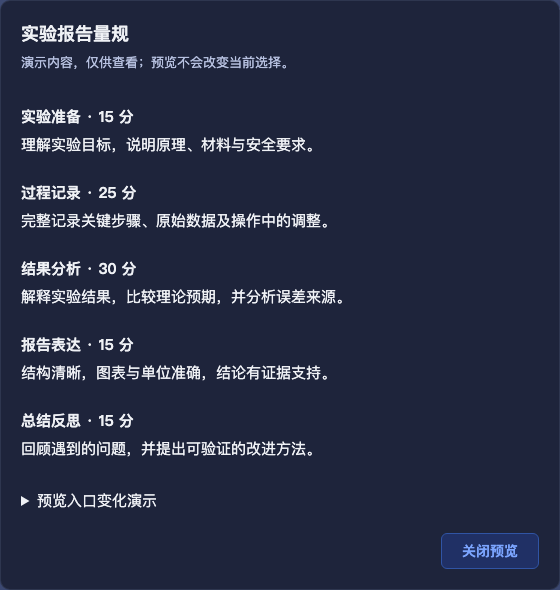 实验报告量规
演示内容，仅供查看；预览不会改变当前选择。
实验准备 · 15 分
理解实验目标，说明原理、材料与安全要求。
过程记录 · 25 分
完整记录关键步骤、原始数据及操作中的调整。
结果分析 · 30 分
解释实验结果，比较理论预期，并分析误差来源。
报告表达 · 15 分
结构清晰，图表与单位准确，结论有证据支持。
总结反思 · 15 分
回顾遇到的问题，并提出可验证的改进方法。
▶ 预览入口变化演示
关闭预览